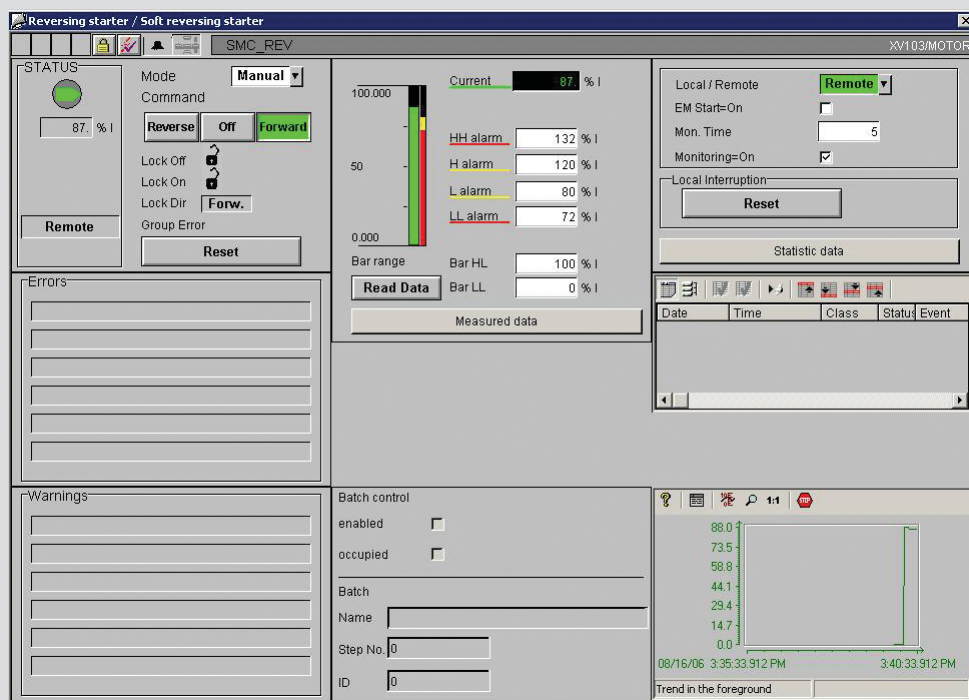 Reversing starter / Soft reversing starter
SMC_REV
XV103/MOTOR
STATUS
87. % I
Remote
Mode Manual
Command
Reverse Off Forward
Lock Off
Lock On
Lock Dir Forw.
Group Error
Reset
100.000
50
0.000
Current 87. % I
HH alarm 132 % I
H alarm 120 % I
L alarm 80 % I
LL alarm 72 % I
Bar range
Bar HL 100 % I
Read Data
Bar LL 0 % I
Measured data
Local / Remote Remote
EM Start=On
Mon. Time 5
Monitoring=On
Local Interruption
Reset
Statistic data
Errors
Date Time Class Status Event
Warnings
Batch control
enabled
occupied
Batch
Name
Step No. 0
ID 0
1:1
STOP
88.0
73.5
58.8
44.1
29.4
14.7
0.0
08/16/06 3:35:33.912 PM 3:40:33.912 PM
Trend in the foreground